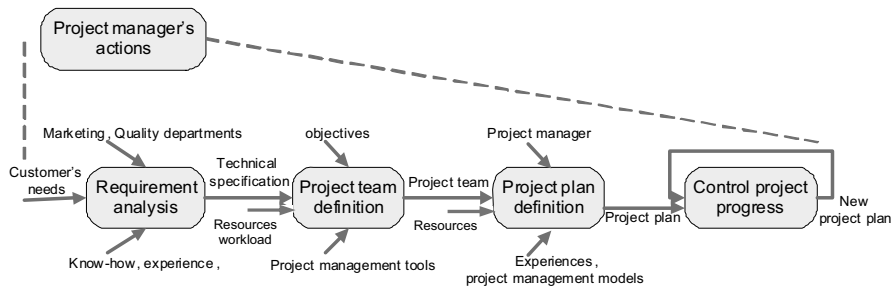 Project manager's
actions
Marketing, Quality departments
objectives
Project manager
Customer's
needs
Requirement
analysis
Technical
specification
Project team
definition
Project team
Project plan
definition
Control project
progress
Resources
workload
Resources
Project plan
New
project plan
Know-how, experience,
Project management tools
Experiences,
project management models